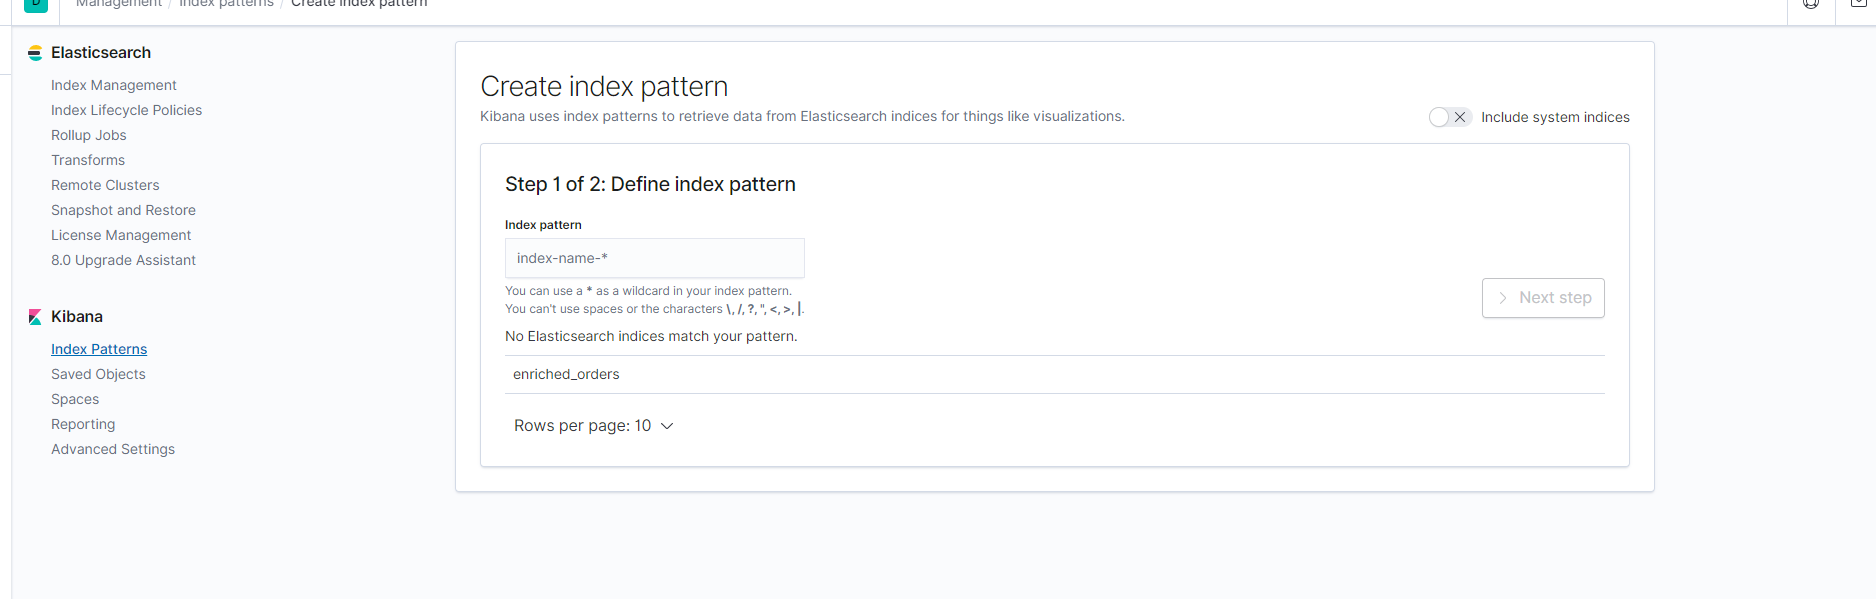 D Management / Index patterns / Create index pattern
Elasticsearch
Index Management
Index Lifecycle Policies
Rollup Jobs
Transforms
Remote Clusters
Snapshot and Restore
License Management
8.0 Upgrade Assistant
Kibana
Index Patterns
Saved Objects
Spaces
Reporting
Advanced Settings
Create index pattern
Kibana uses index patterns to retrieve data from Elasticsearch indices for things like visualizations.
Include system indices
Step 1 of 2: Define index pattern
Index pattern
index-name-*
You can use a * as a wildcard in your index pattern.
You can't use spaces or the characters \, /, ?, ", <, >, |.
Next step
No Elasticsearch indices match your pattern.
enriched_orders
Rows per page: 10